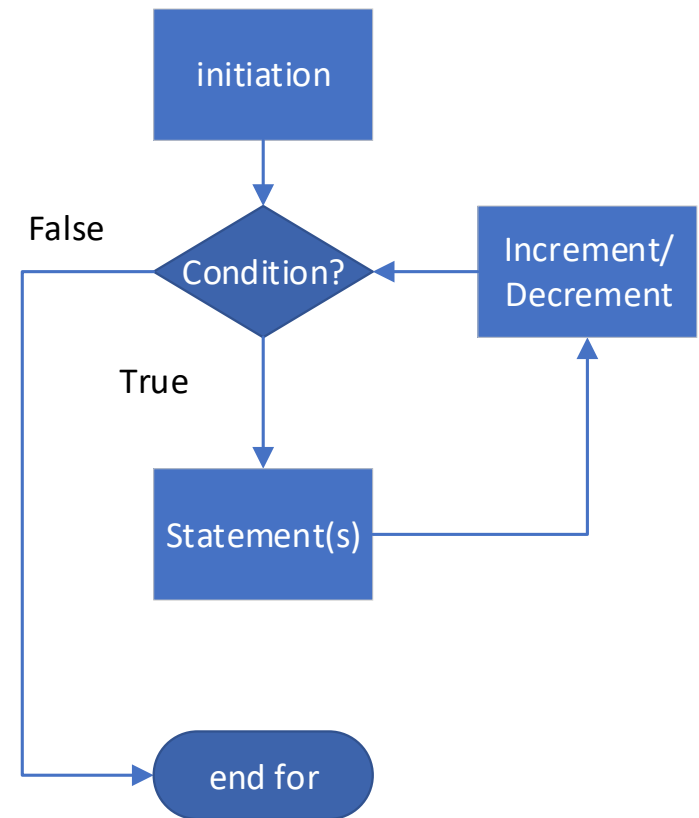 initiation
False
Condition?
Increment/
Decrement
True
Statement(s)
end for